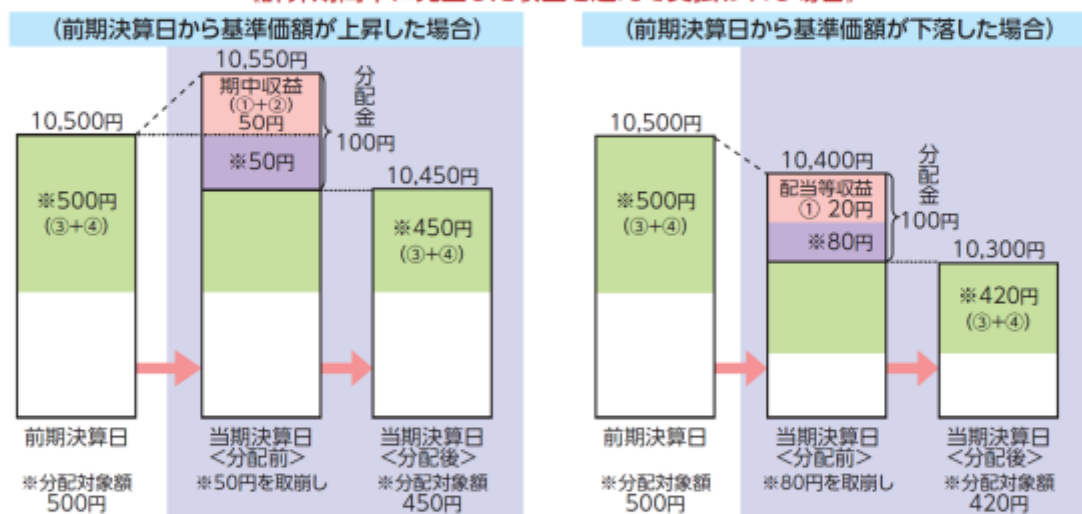 (前期決算日から基準価額が上昇した場合)
10,550円
期中収益
(①+②)
50円
分配金
100円
10,500円
※50円
10,450円
※500円
(③+④)
※450円
(③+④)
前期決算日
当期決算日
<分配前>
当期決算日
<分配後>
※分配対象額
500円
※50円を取崩し
※分配対象額
450円
(前期決算日から基準価額が下落した場合)
10,500円
10,400円
配当等収益
① 20円
分配金
100円
※80円
10,300円
※500円
(③+④)
※420円
(③+④)
前期決算日
当期決算日
<分配前>
当期決算日
<分配後>
※分配対象額
500円
※80円を取崩し
※分配対象額
420円